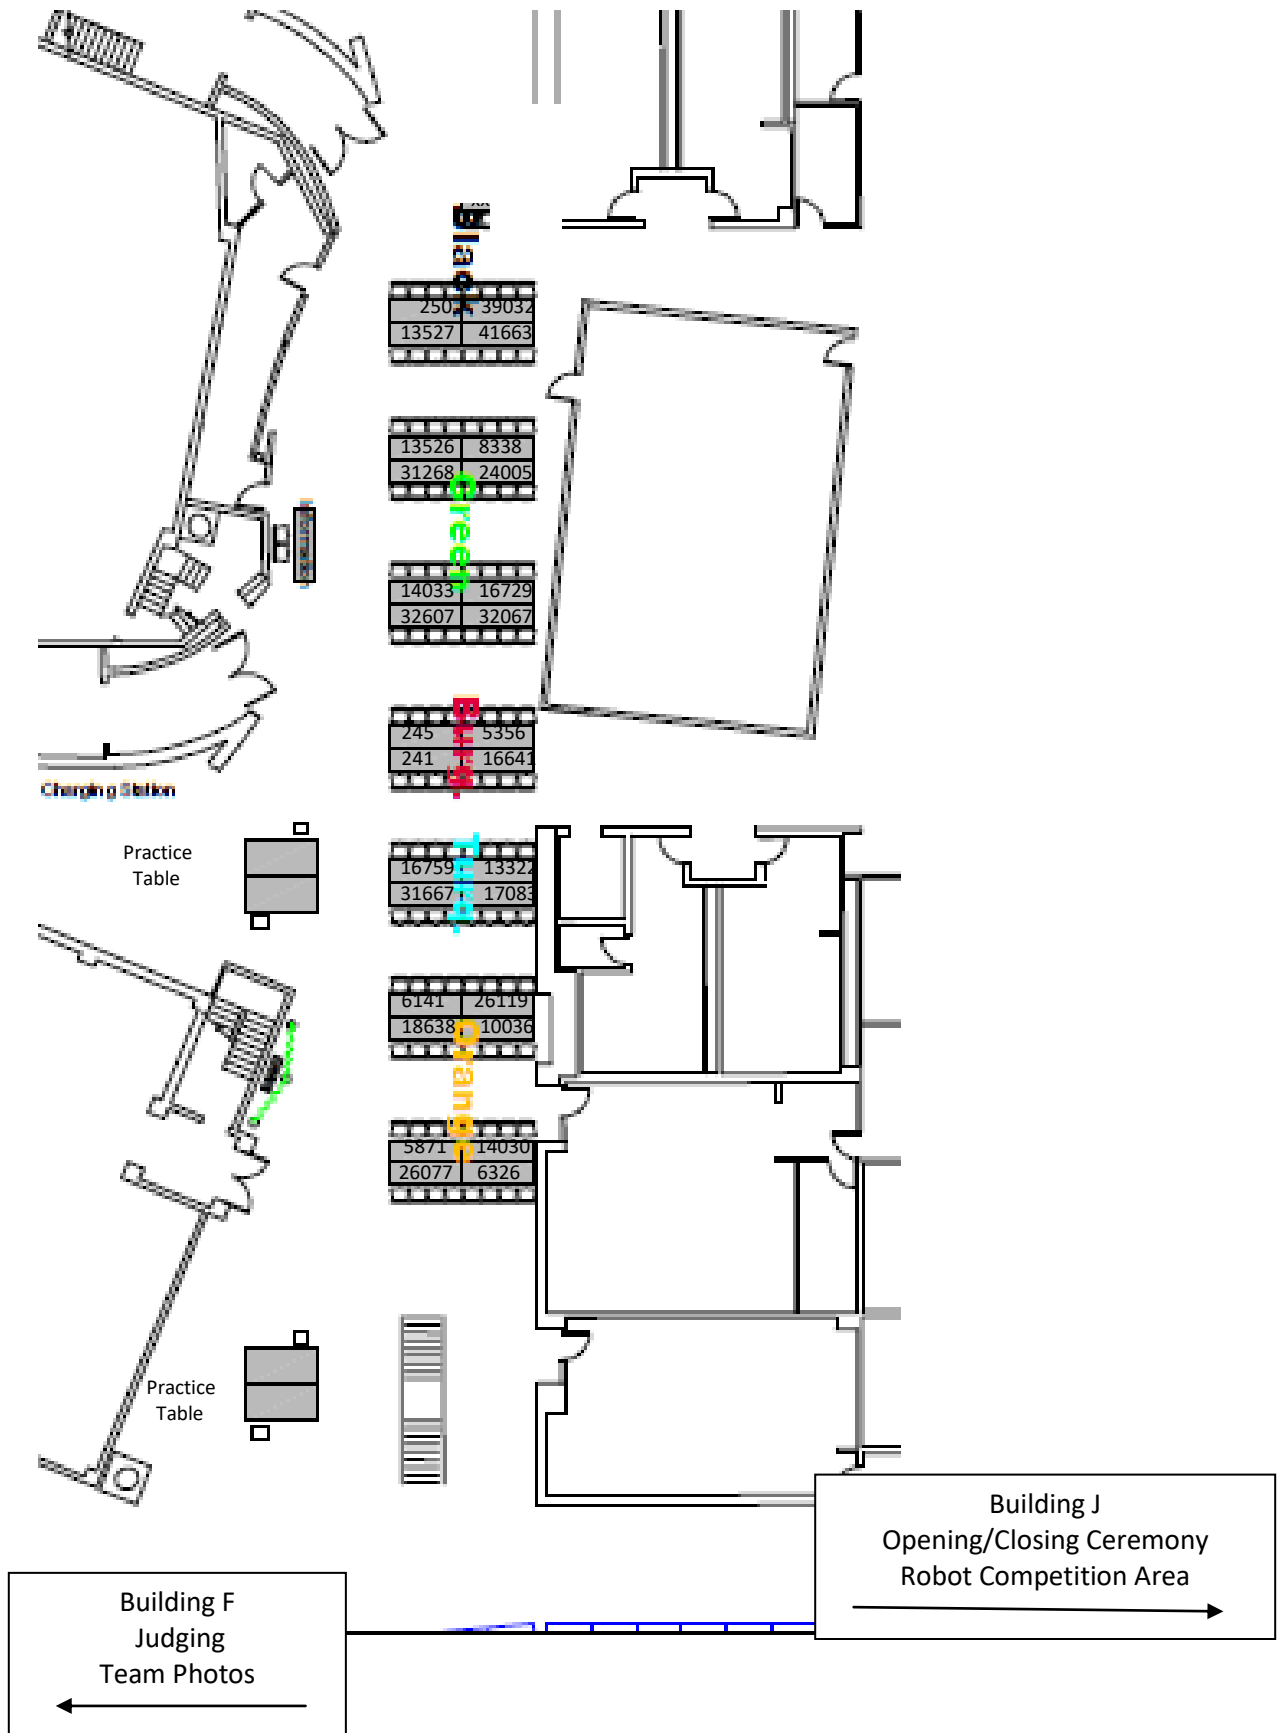 Black
250 39032
13527 41663
13526 8338
31268 24005
Green
14033 16729
32607 32067
Burg.
245 5356
241 16641
Charging Station
Practice
Table
Turq.
16759 13322
31667 17083
6141 26119
18638 10036
Orange
5871 14030
26077 6326
Practice
Table
Building J
Opening/Closing Ceremony
Robot Competition Area
Building F
Judging
Team Photos